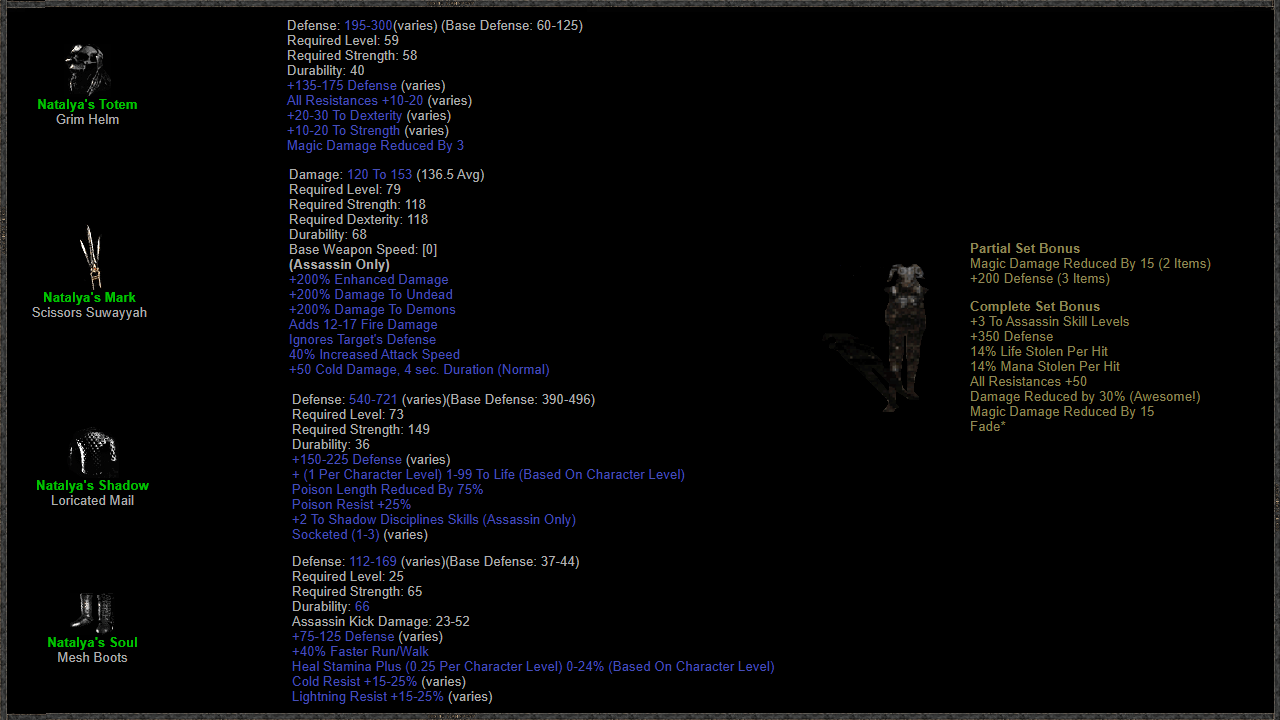 Natalya's Totem
Grim Helm
Defense: 195-300(varies) (Base Defense: 60-125)
Required Level: 59
Required Strength: 58
Durability: 40
+135-175 Defense (varies)
All Resistances +10-20 (varies)
+20-30 To Dexterity (varies)
+10-20 To Strength (varies)
Magic Damage Reduced By 3
Natalya's Mark
Scissors Suwayyah
Damage: 120 To 153 (136.5 Avg)
Required Level: 79
Required Strength: 118
Required Dexterity: 118
Durability: 68
Base Weapon Speed: [0]
(Assassin Only)
+200% Enhanced Damage
+200% Damage To Undead
+200% Damage To Demons
Adds 12-17 Fire Damage
Ignores Target's Defense
40% Increased Attack Speed
+50 Cold Damage, 4 sec. Duration (Normal)
Natalya's Shadow
Loricated Mail
Defense: 540-721 (varies)(Base Defense: 390-496)
Required Level: 73
Required Strength: 149
Durability: 36
+150-225 Defense (varies)
+ (1 Per Character Level) 1-99 To Life (Based On Character Level)
Poison Length Reduced By 75%
Poison Resist +25%
+2 To Shadow Disciplines Skills (Assassin Only)
Socketed (1-3) (varies)
Natalya's Soul
Mesh Boots
Defense: 112-169 (varies)(Base Defense: 37-44)
Required Level: 25
Required Strength: 65
Durability: 66
Assassin Kick Damage: 23-52
+75-125 Defense (varies)
+40% Faster Run/Walk
Heal Stamina Plus (0.25 Per Character Level) 0-24% (Based On Character Level)
Cold Resist +15-25% (varies)
Lightning Resist +15-25% (varies)
Partial Set Bonus
Magic Damage Reduced By 15 (2 Items)
+200 Defense (3 Items)
Complete Set Bonus
+3 To Assassin Skill Levels
+350 Defense
14% Life Stolen Per Hit
14% Mana Stolen Per Hit
All Resistances +50
Damage Reduced by 30% (Awesome!)
Magic Damage Reduced By 15
Fade*